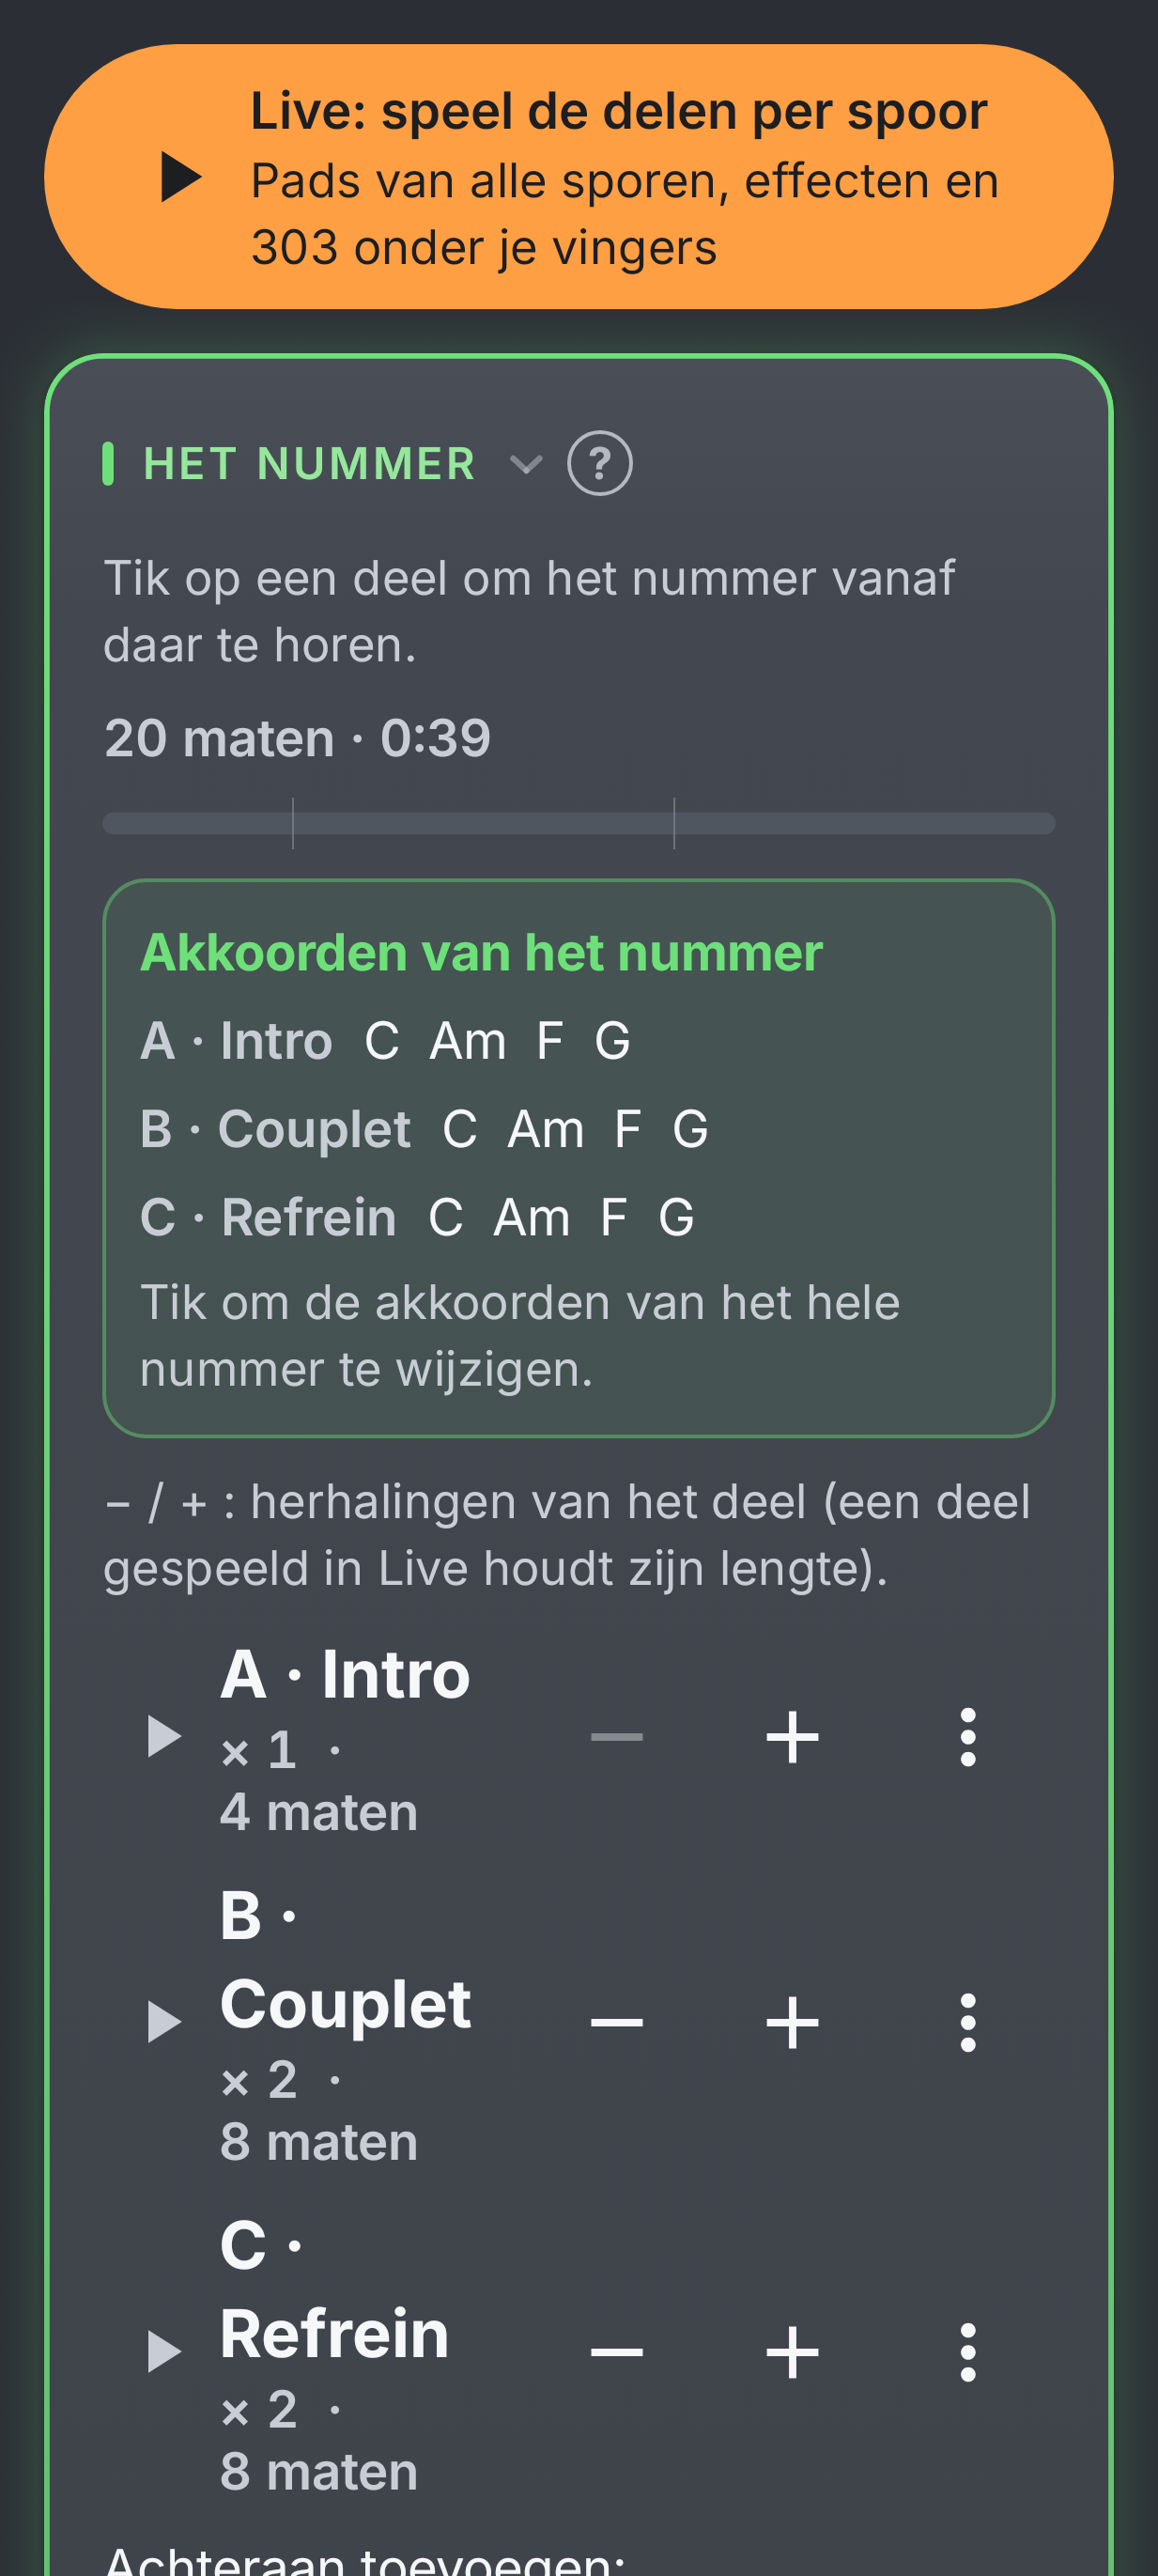 Live: speel de delen per spoor
Pads van alle sporen, effecten en
303 onder je vingers
HET NUMMER ?
Tik op een deel om het nummer vanaf
daar te horen.
20 maten · 0:39
Akkoorden van het nummer
A · Intro C Am F G
B · Couplet C Am F G
C · Refrein C Am F G
Tik om de akkoorden van het hele
nummer te wijzigen.
– / + : herhalingen van het deel (een deel
gespeeld in Live houdt zijn lengte).
A · Intro
× 1 ·
4 maten
B ·
Couplet
× 2 ·
8 maten
C ·
Refrein
× 2 ·
8 maten
Achteraan toevoegen: